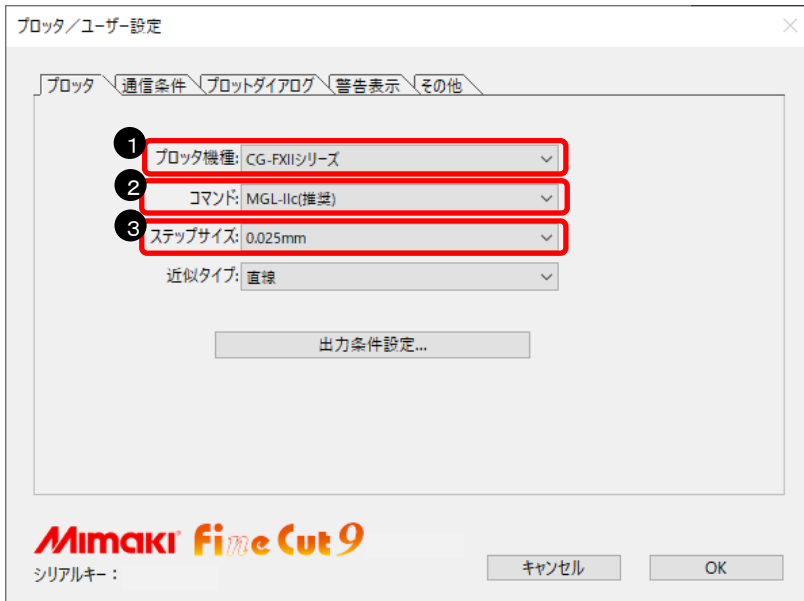 プロッタ／ユーザー設定
プロッタ 通信条件 プロットダイアログ 警告表示 その他
1 プロッタ機種: CG-FXIIシリーズ
2 コマンド: MGL-IIc(推奨)
3 ステップサイズ: 0.025mm
近似タイプ: 直線
出力条件設定...
Mimaki Fine Cut 9
シリアルキー：
キャンセル OK